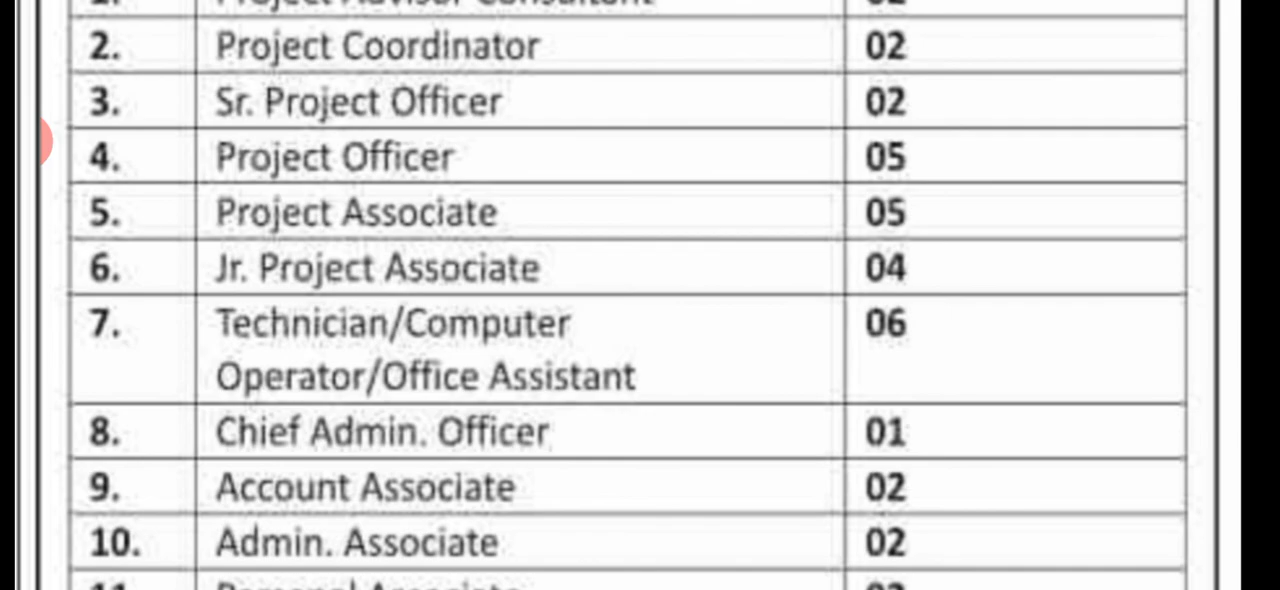 2. Project Coordinator 02
3. Sr. Project Officer 02
4. Project Officer 05
5. Project Associate 05
6. Jr. Project Associate 04
7. Technician/Computer 06
Operator/Office Assistant
8. Chief Admin. Officer 01
9. Account Associate 02
10. Admin. Associate 02